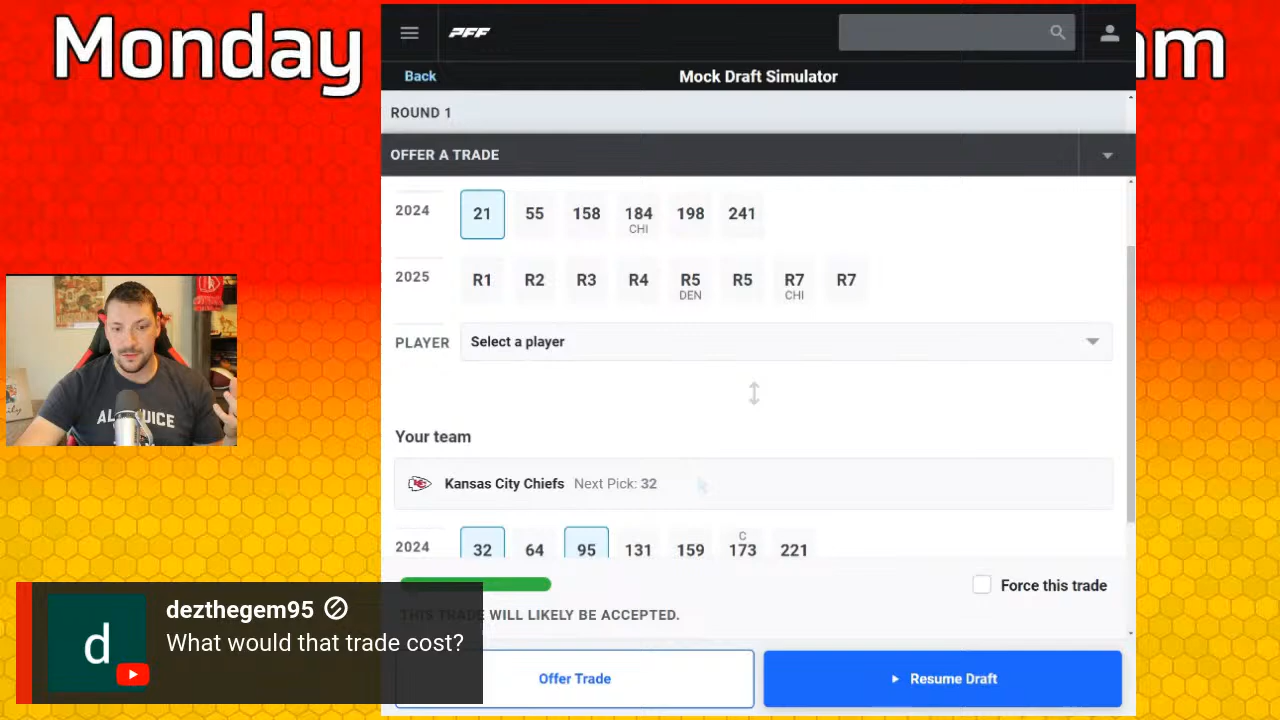 Monday
am
PFF
Back
Mock Draft Simulator
ROUND 1
OFFER A TRADE
2024 21 55 158 184 198 241
CHI
2025 R1 R2 R3 R4 R5 R5 R7 R7
DEN CHI
PLAYER Select a player
Your team
Kansas City Chiefs Next Pick: 32
C
2024 32 64 95 131 159 173 221
Force this trade
THIS TRADE WILL LIKELY BE ACCEPTED.
dezthegem95
d
What would that trade cost?
Offer Trade
Resume Draft